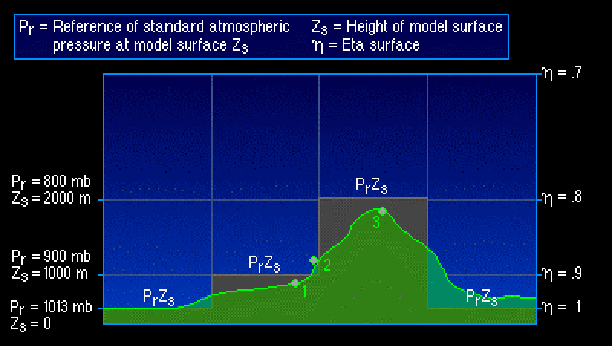 Pr = Reference of standard atmospheric
pressure at model surface Zs
Zs = Height of model surface
η = Eta surface
η = .7
Pr = 800 mb
Zs = 2000 m
PrZs
η = .8
3
Pr = 900 mb
Zs = 1000 m
PrZs
2
η = .9
1
PrZs
PrZs
Pr = 1013 mb
Zs = 0
η = 1